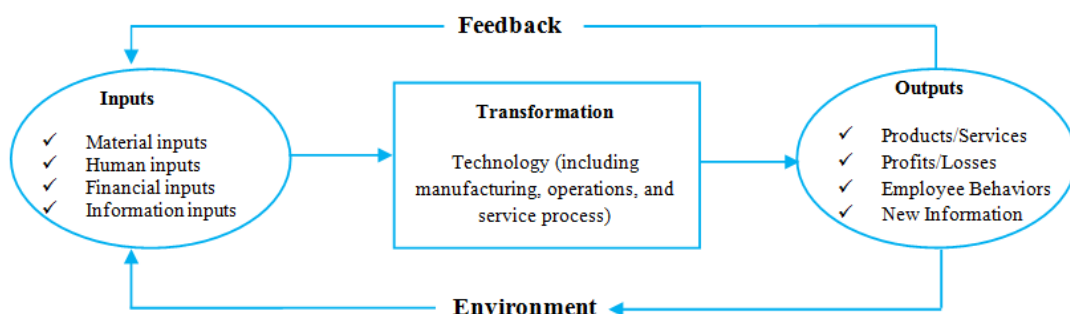 Feedback
Inputs
✓ Material inputs
✓ Human inputs
✓ Financial inputs
✓ Information inputs
Transformation
Technology (including
manufacturing, operations, and
service process)
Outputs
✓ Products/Services
✓ Profits/Losses
✓ Employee Behaviors
✓ New Information
Environment